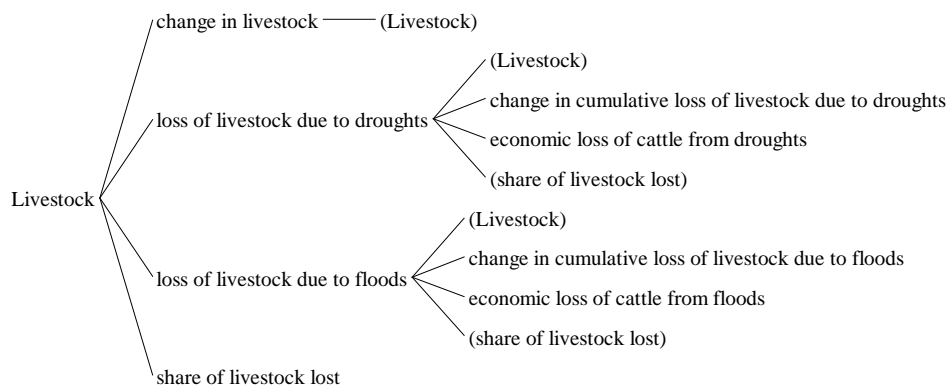 change in livestock (Livestock)
(Livestock)
change in cumulative loss of livestock due to droughts
loss of livestock due to droughts
economic loss of cattle from droughts
(share of livestock lost)
Livestock
(Livestock)
change in cumulative loss of livestock due to floods
loss of livestock due to floods
economic loss of cattle from floods
(share of livestock lost)
share of livestock lost